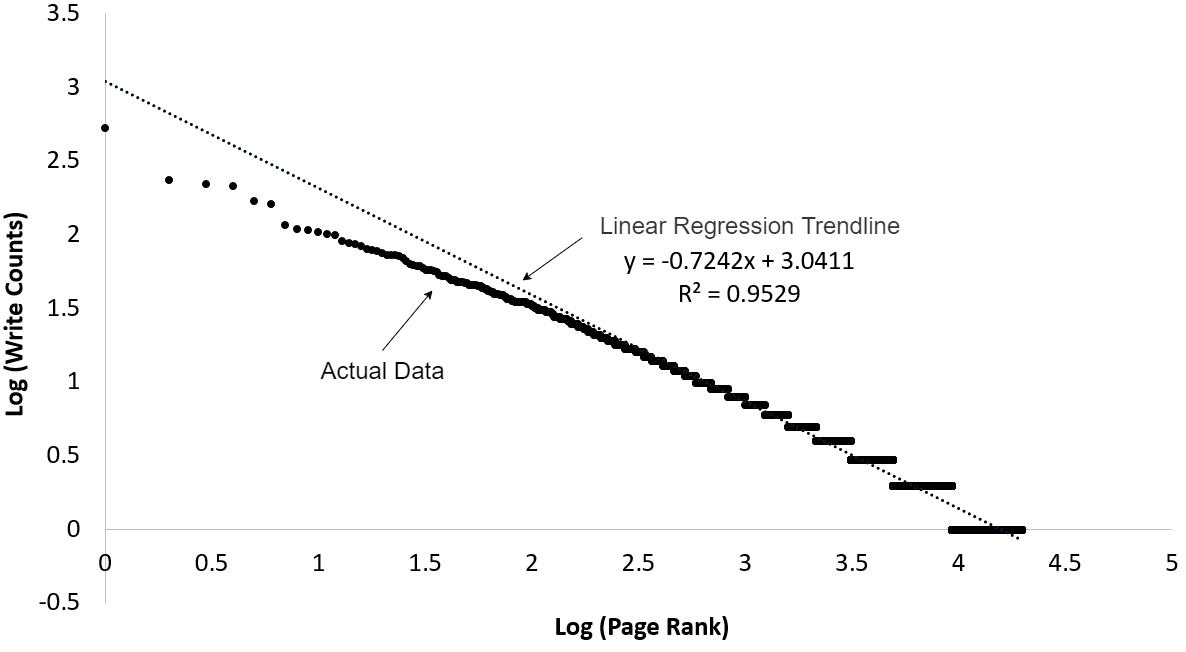 3.5
3
2.5
2
1.5
1
0.5
0
-0.5
Log (Write Counts)
Linear Regression Trendline
y = -0.7242x + 3.0411
R² = 0.9529
Actual Data
0 0.5 1 1.5 2 2.5 3 3.5 4 4.5 5
Log (Page Rank)